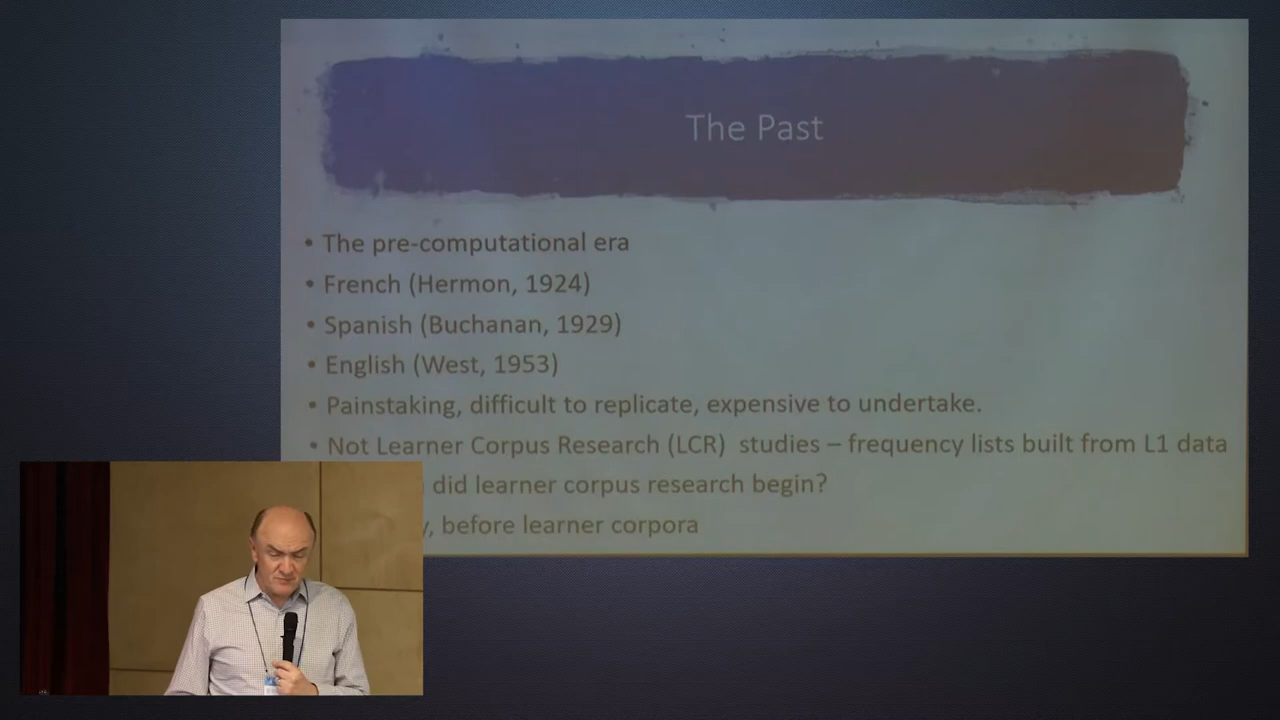 The Past
• The pre-computational era
• French (Hermon, 1924)
• Spanish (Buchanan, 1929)
• English (West, 1953)
• Painstaking, difficult to replicate, expensive to undertake.
• Not Learner Corpus Research (LCR) studies – frequency lists built from L1 data
did learner corpus research begin?
before learner corpora